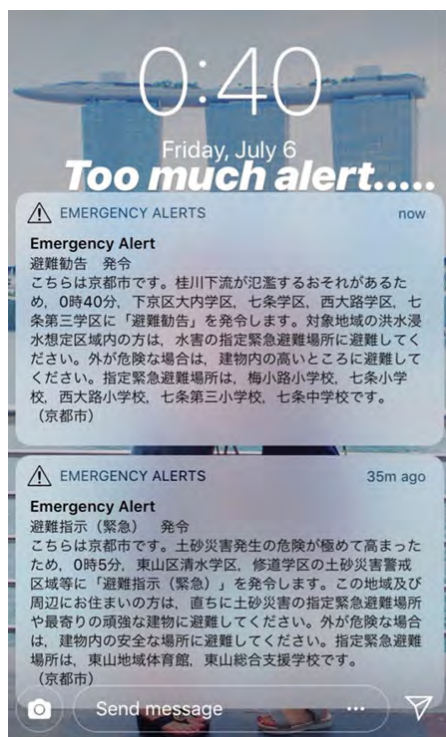 0:40
Friday, July 6
Too much alert.....
EMERGENCY ALERTS now
Emergency Alert
避難勧告 発令
こちらは京都市です。桂川下流が氾濫するおそれがあるた
め，0時40分，下京区大内学区，七条学区，西大路学区，七
条第三学区に「避難勧告」を発令します。対象地域の洪水浸
水想定区域内の方は，水害の指定緊急避難場所に避難してく
ださい。外が危険な場合は，建物内の高いところに避難して
ください。指定緊急避難場所は，梅小路小学校，七条小学
校，西大路小学校，七条第三小学校，七条中学校です。
（京都市）
EMERGENCY ALERTS 35m ago
Emergency Alert
避難指示（緊急） 発令
こちらは京都市です。土砂災害発生の危険が極めて高まった
ため，0時5分，東山区清水学区，修道学区の土砂災害警戒
区域等に「避難指示（緊急）」を発令します。この地域及び
周辺にお住まいの方は，直ちに土砂災害の指定緊急避難場所
や最寄りの頑強な建物に避難してください。外が危険な場合
は，建物内の安全な場所に避難してください。指定緊急避難
場所は，東山地域体育館，東山総合支援学校です。
（京都市）
Send message